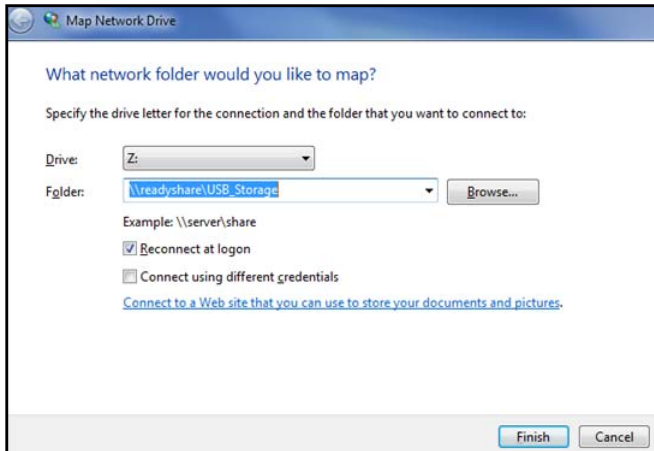 Map Network Drive
What network folder would you like to map?
Specify the drive letter for the connection and the folder that you want to connect to:
Drive: Z:
Folder: \\readyshare\USB_Storage Browse...
Example: \\server\share
Reconnect at logon
Connect using different credentials
Connect to a Web site that you can use to store your documents and pictures.
Finish Cancel